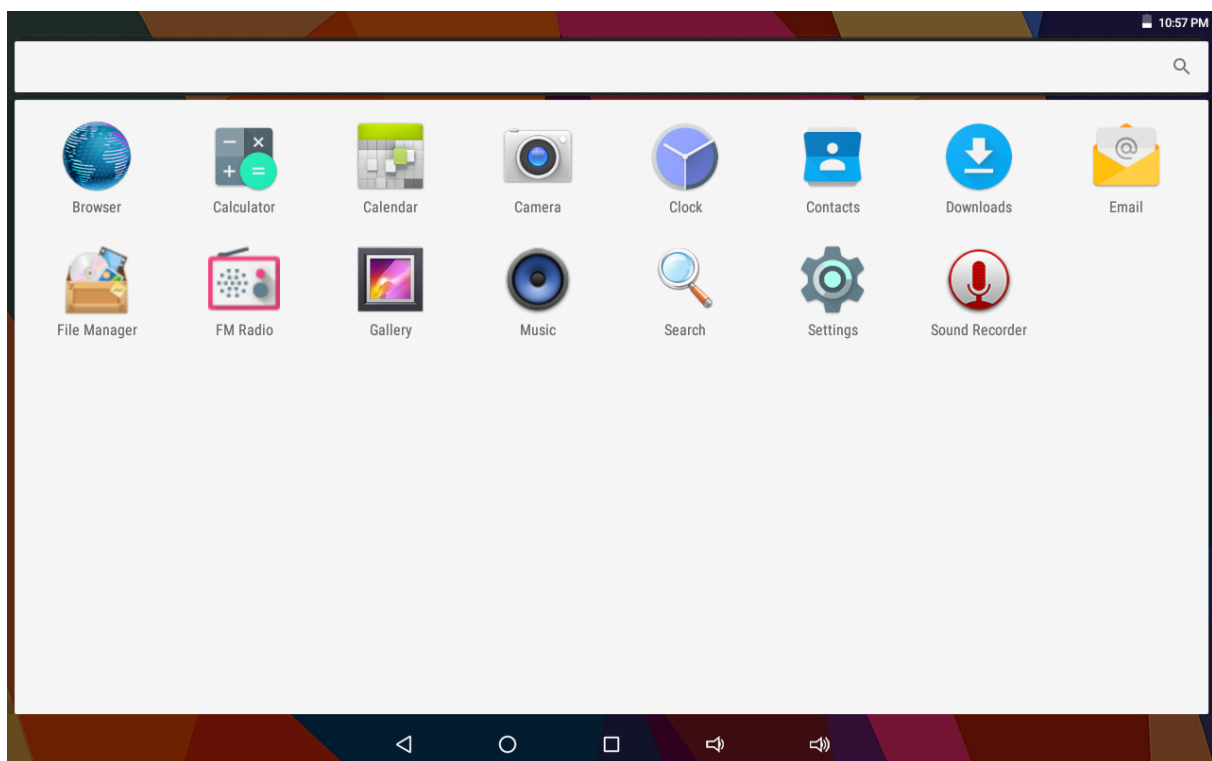 10:57 PM
Browser
Calculator
Calendar
Camera
Clock
Contacts
Downloads
Email
File Manager
FM Radio
Gallery
Music
Search
Settings
Sound Recorder